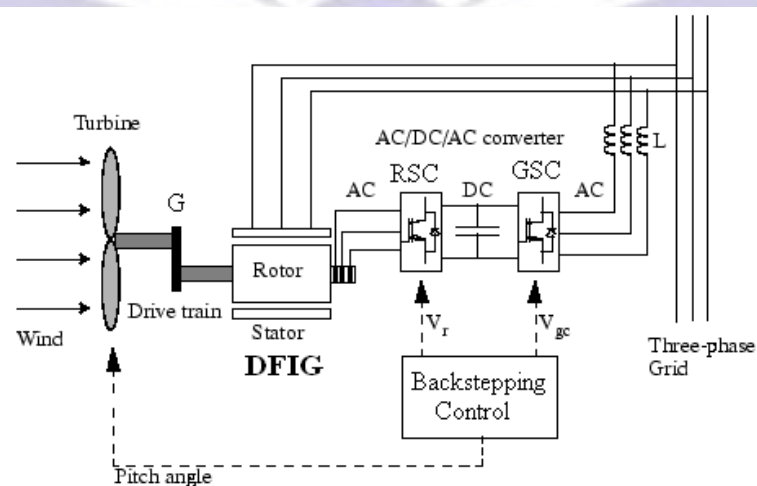 Turbine
AC/DC/AC converter
L
RSC
GSC
AC
DC
AC
G
Rotor
Drive train
Stator
Wind
DFIG
Vr
Vgc
Three-phase
Grid
Backstepping
Control
Pitch angle